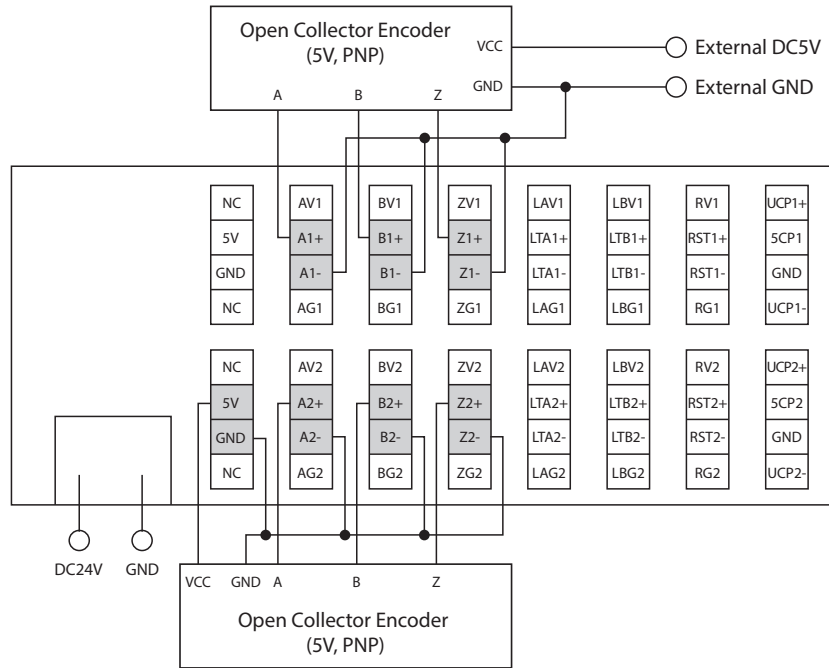 Open Collector Encoder
(5V, PNP)
VCC
External DC5V
GND
External GND
A B Z
NC AV1 BV1 ZV1 LAV1 LBV1 RV1 UCP1+
5V A1+ B1+ Z1+ LTA1+ LTB1+ RST1+ 5CP1
GND A1- B1- Z1- LTA1- LTB1- RST1- GND
NC AG1 BG1 ZG1 LAG1 LBG1 RG1 UCP1-
NC AV2 BV2 ZV2 LAV2 LBV2 RV2 UCP2+
5V A2+ B2+ Z2+ LTA2+ LTB2+ RST2+ 5CP2
GND A2- B2- Z2- LTA2- LTB2- RST2- GND
NC AG2 BG2 ZG2 LAG2 LBG2 RG2 UCP2-
DC24V GND
VCC GND A B Z
Open Collector Encoder
(5V, PNP)